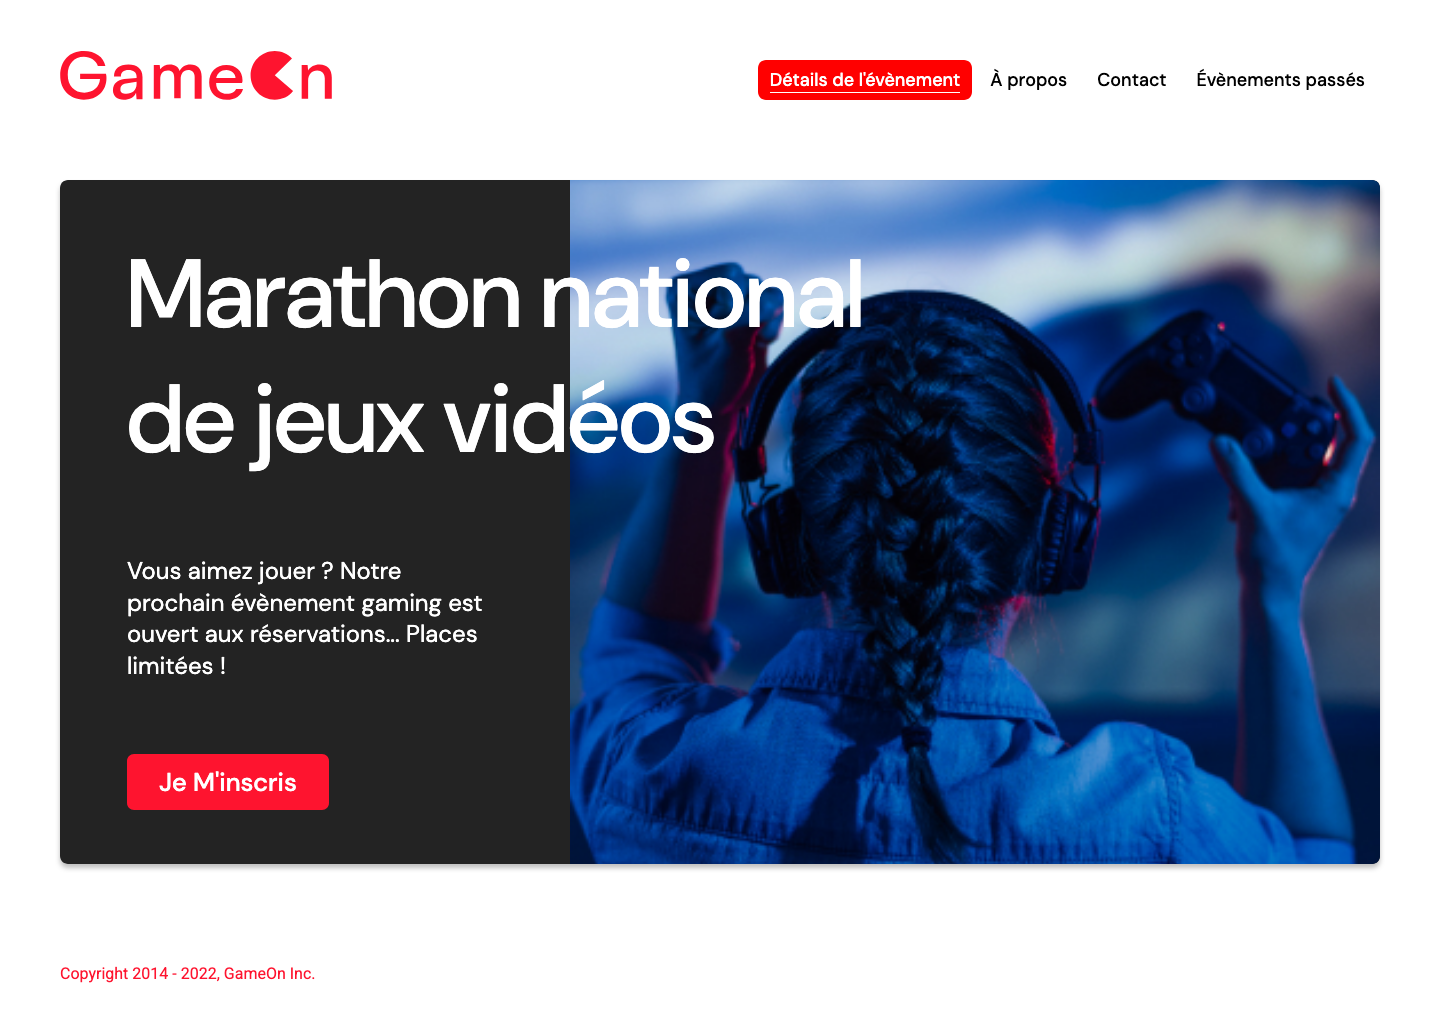 GameOn
Détails de l'évènement
À propos
Contact
Évènements passés
Marathon national
de jeux vidéos
Vous aimez jouer ? Notre
prochain évènement gaming est
ouvert aux réservations... Places
limitées !
Je M'inscris
Copyright 2014 - 2022, GameOn Inc.